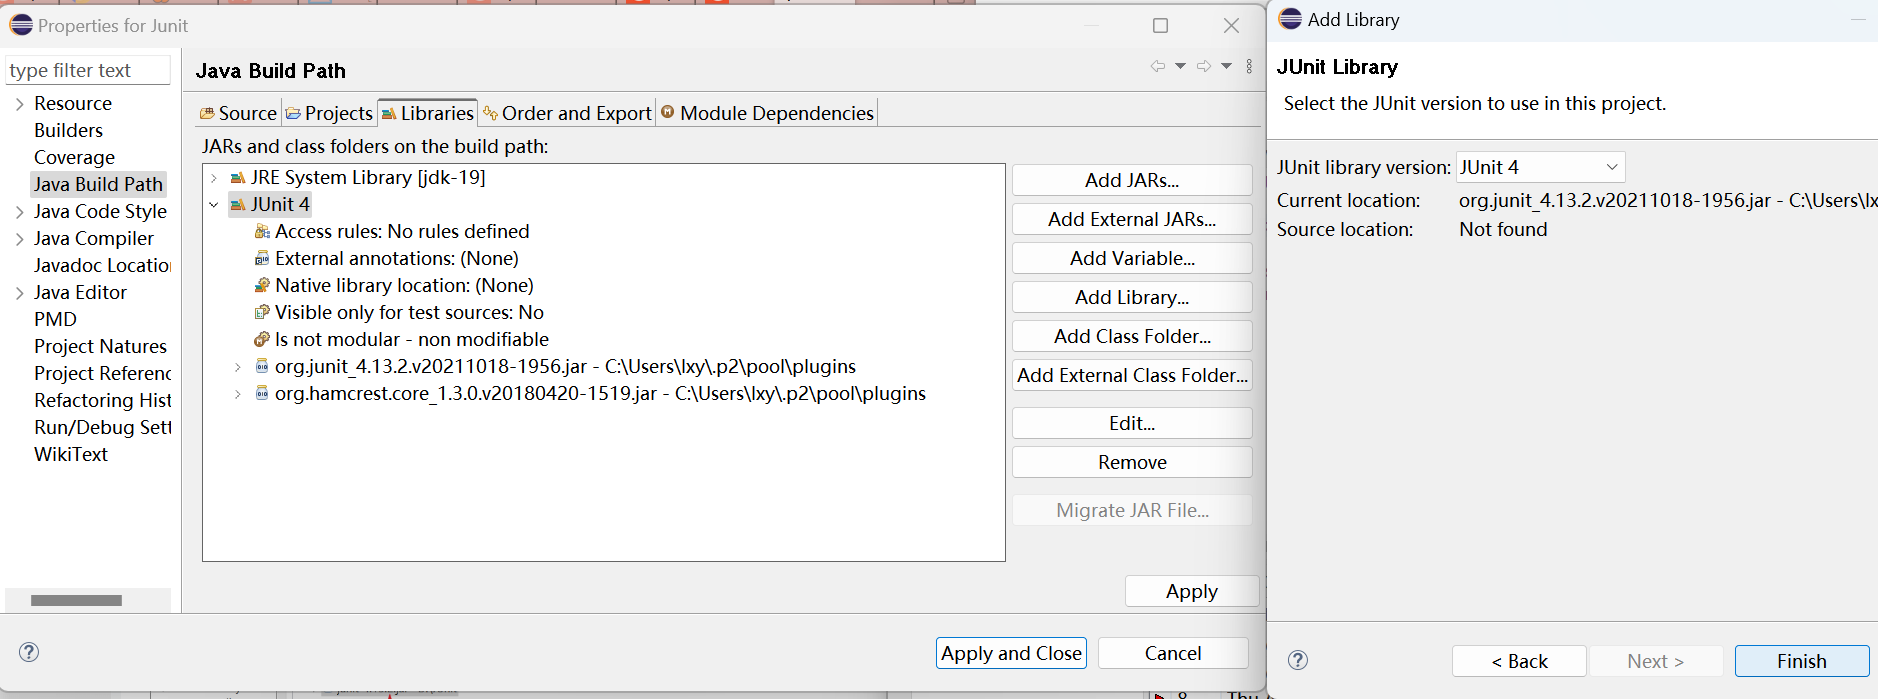 Properties for Junit
type filter text
Resource
Builders
Coverage
Java Build Path
Java Code Style
Java Compiler
Javadoc Locatio
Java Editor
PMD
Project Natures
Project Referenc
Refactoring Hist
Run/Debug Sett
WikiText
Java Build Path
Source Projects Libraries Order and Export Module Dependencies
JARs and class folders on the build path:
JRE System Library [jdk-19]
JUnit 4
Access rules: No rules defined
External annotations: (None)
Native library location: (None)
Visible only for test sources: No
Is not modular - non modifiable
org.junit_4.13.2.v20211018-1956.jar - C:\Users\lxy\.p2\pool\plugins
org.hamcrest.core_1.3.0.v20180420-1519.jar - C:\Users\lxy\.p2\pool\plugins
Add JARs...
Add External JARs...
Add Variable...
Add Library...
Add Class Folder...
Add External Class Folder...
Edit...
Remove
Migrate JAR File...
Apply
Apply and Close Cancel
Add Library
JUnit Library
Select the JUnit version to use in this project.
JUnit library version: JUnit 4
Current location: org.junit_4.13.2.v20211018-1956.jar - C:\Users\lx
Source location: Not found
< Back Next > Finish